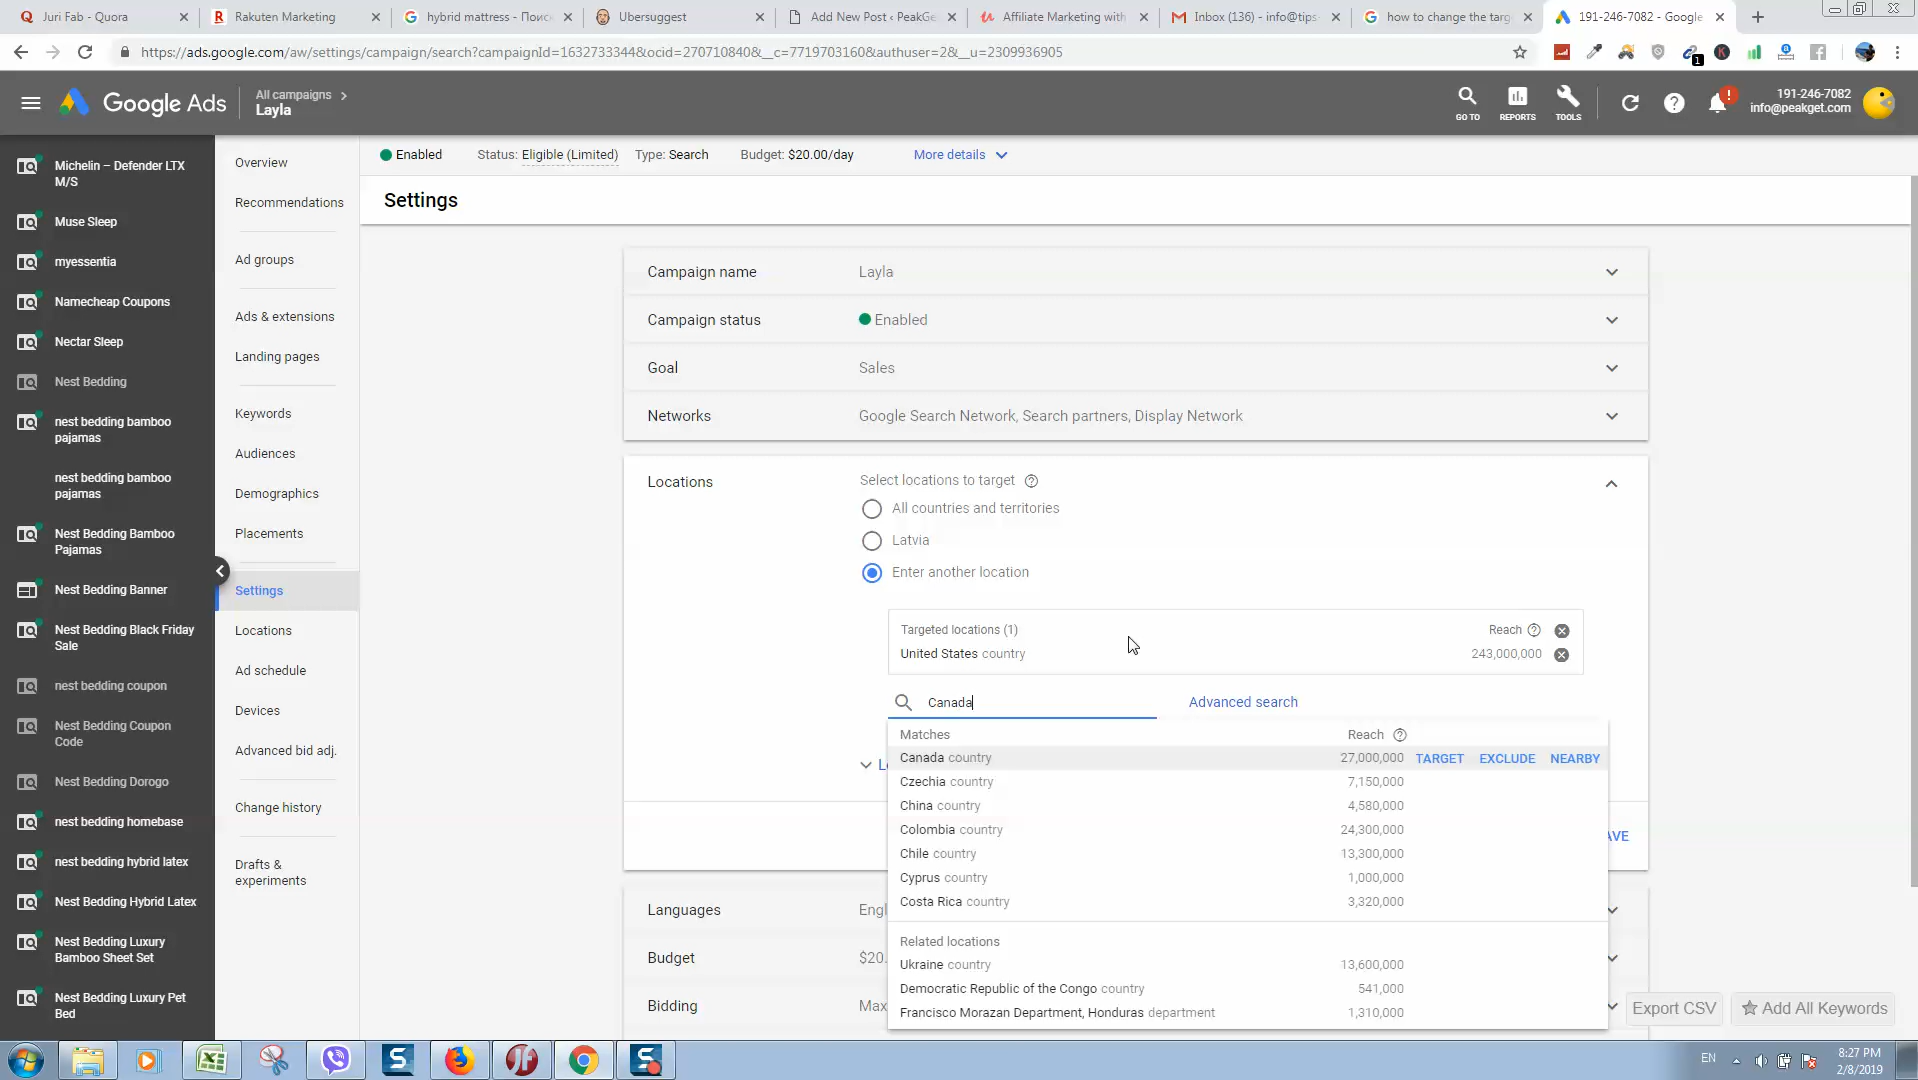 Juri Fab - Quora
Rakuten Marketing
hybrid mattress - Поис
Ubersuggest
Add New Post ‹ PeakGe
Affiliate Marketing with
Inbox (136) - info@tips
how to change the targ
191-246-7082 - Google
https://ads.google.com/aw/settings/campaign/search?campaignId=1632733344&ocid=270710840&__c=7719703160&authuser=2&__u=2309936905
1
Google Ads
All campaigns
Layla
GO TO
REPORTS
TOOLS
191-246-7082
info@peakget.com
Michelin – Defender LTX
M/S
Muse Sleep
myessentia
Namecheap Coupons
Nectar Sleep
Nest Bedding
nest bedding bamboo
pajamas
nest bedding bamboo
pajamas
Nest Bedding Bamboo
Pajamas
Nest Bedding Banner
Nest Bedding Black Friday
Sale
nest bedding coupon
Nest Bedding Coupon
Code
Nest Bedding Dorogo
nest bedding homebase
nest bedding hybrid latex
Nest Bedding Hybrid Latex
Nest Bedding Luxury
Bamboo Sheet Set
Nest Bedding Luxury Pet
Bed
Overview
Recommendations
Ad groups
Ads & extensions
Landing pages
Keywords
Audiences
Demographics
Placements
Settings
Locations
Ad schedule
Devices
Advanced bid adj.
Change history
Drafts &
experiments
Enabled Status: Eligible (Limited) Type: Search Budget: $20.00/day More details
Settings
Campaign name Layla
Campaign status Enabled
Goal Sales
Networks Google Search Network, Search partners, Display Network
Locations Select locations to target
All countries and territories
Latvia
Enter another location
Targeted locations (1) Reach
United States country 243,000,000
Canada Advanced search
Matches Reach
Canada country 27,000,000 TARGET EXCLUDE NEARBY
Czechia country 7,150,000
China country 4,580,000
Colombia country 24,300,000
Chile country 13,300,000
Cyprus country 1,000,000
Costa Rica country 3,320,000
Related locations
Ukraine country 13,600,000
Democratic Republic of the Congo country 541,000
Francisco Morazan Department, Honduras department 1,310,000
Languages
Budget $20.
Bidding
Export CSV
Add All Keywords
EN
8:27 PM
2/8/2019